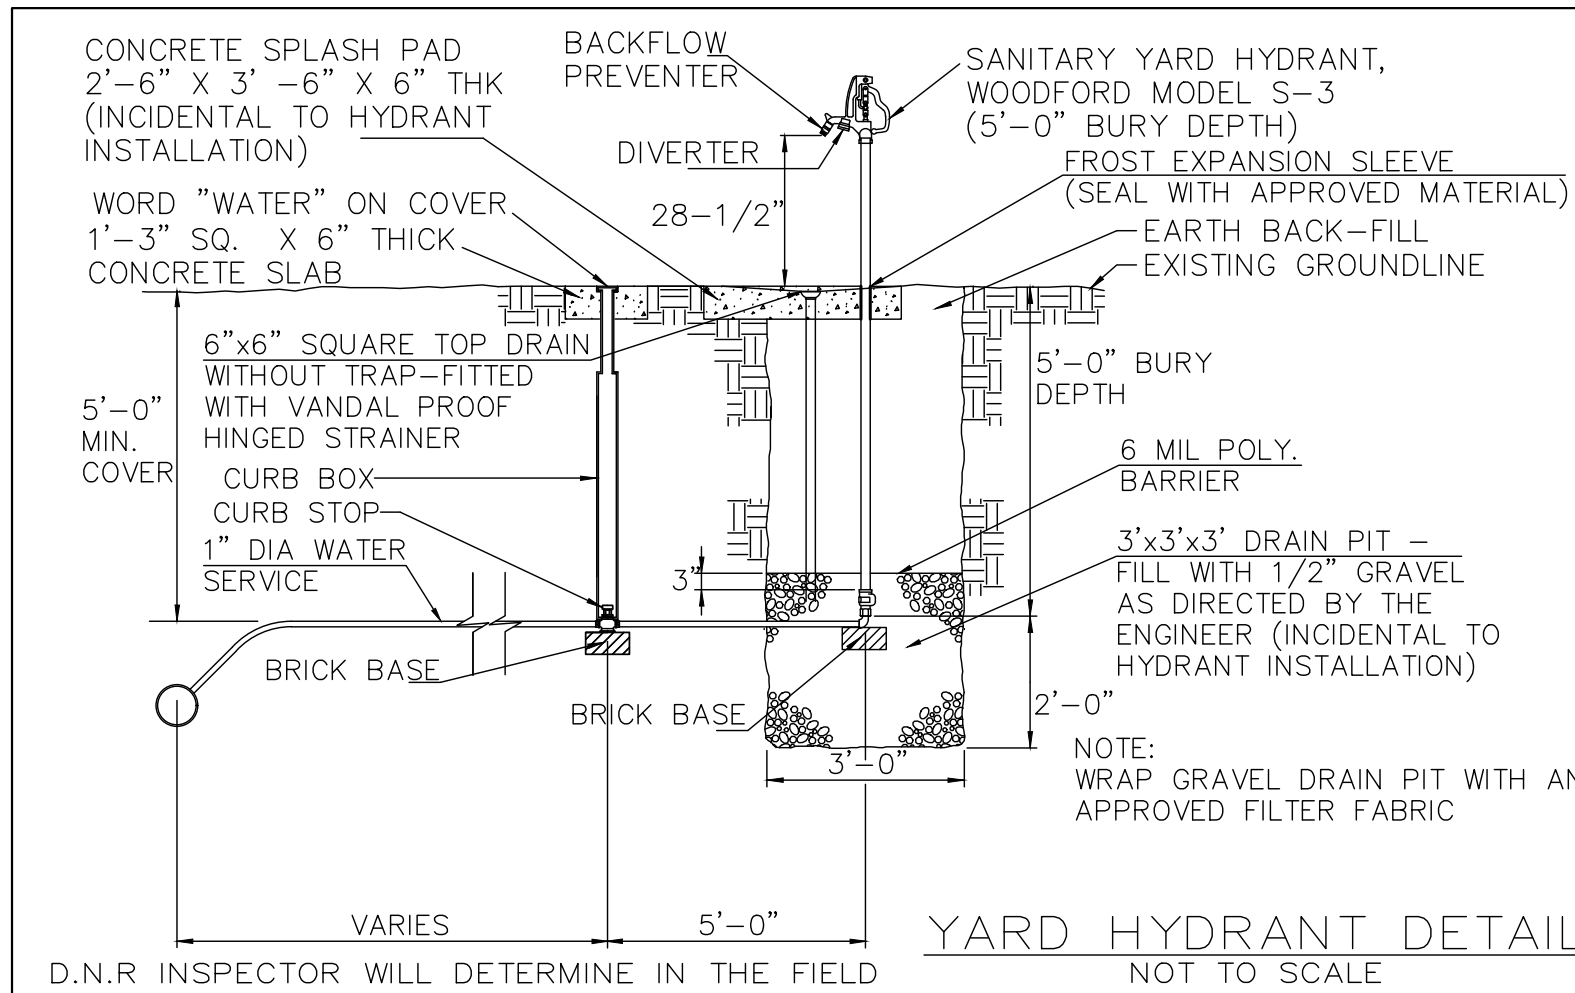 CONCRETE SPLASH PAD
2'-6" X 3' -6" X 6" THK
(INCIDENTAL TO HYDRANT
INSTALLATION)
WORD "WATER" ON COVER
1'-3" SQ. X 6" THICK
CONCRETE SLAB
BACKFLOW
PREVENTER
DIVERTER
28-1/2"
SANITARY YARD HYDRANT,
WOODFORD MODEL S-3
(5'-0" BURY DEPTH)
FROST EXPANSION SLEEVE
(SEAL WITH APPROVED MATERIAL)
EARTH BACK-FILL
EXISTING GROUNDLINE
6"x6" SQUARE TOP DRAIN
WITHOUT TRAP-FITTED
WITH VANDAL PROOF
HINGED STRAINER
5'-0"
MIN.
COVER
CURB BOX
CURB STOP
1" DIA WATER
SERVICE
BRICK BASE
3"
BRICK BASE
5'-0" BURY
DEPTH
6 MIL POLY.
BARRIER
3'x3'x3' DRAIN PIT -
FILL WITH 1/2" GRAVEL
AS DIRECTED BY THE
ENGINEER (INCIDENTAL TO
HYDRANT INSTALLATION)
2'-0"
3'-0"
NOTE:
WRAP GRAVEL DRAIN PIT WITH AN
APPROVED FILTER FABRIC
VARIES
5'-0"
D.N.R INSPECTOR WILL DETERMINE IN THE FIELD
YARD HYDRANT DETAIL
NOT TO SCALE